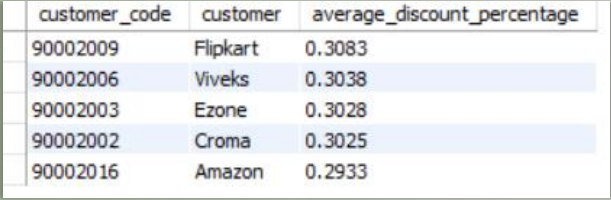 customer_code customer average_discount_percentage
90002009 Flipkart 0.3083
90002006 Viveks 0.3038
90002003 Ezone 0.3028
90002002 Croma 0.3025
90002016 Amazon 0.2933